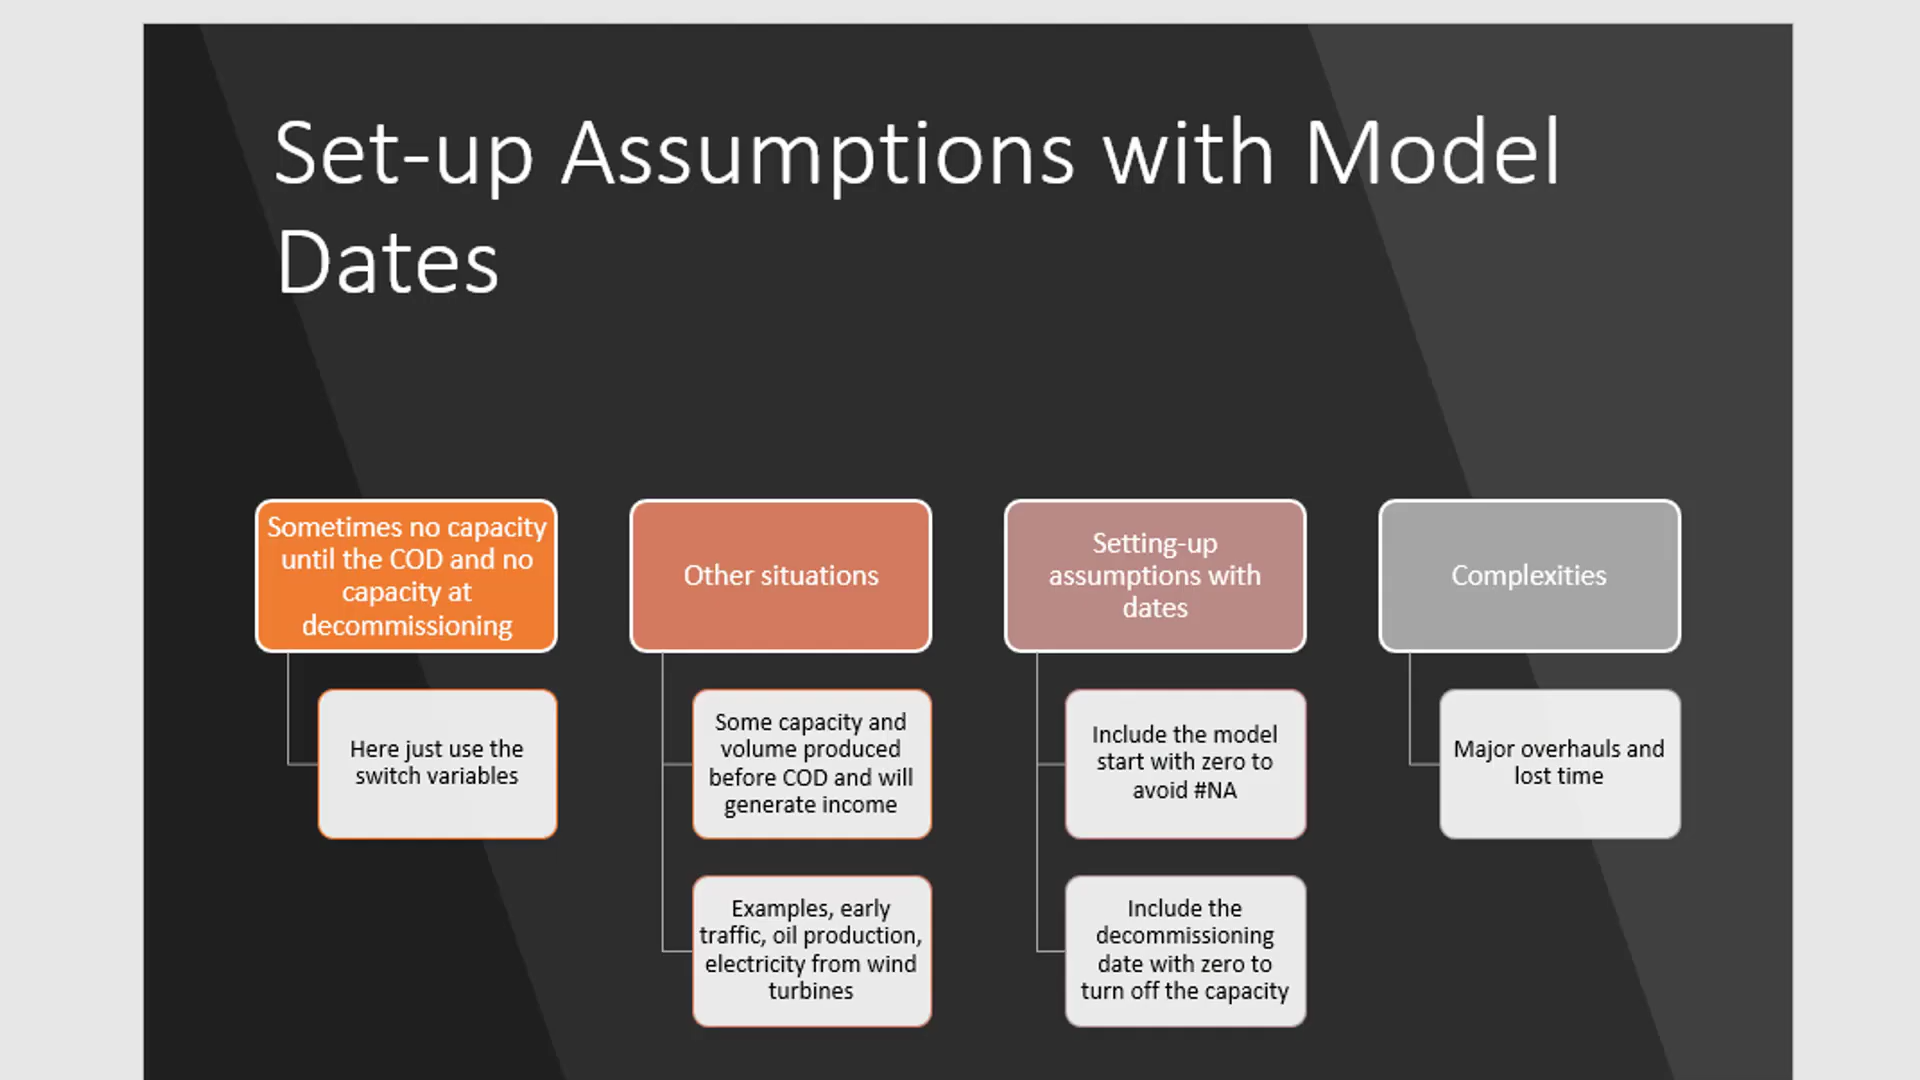 Set-up Assumptions with Model
Dates
Sometimes no capacity
until the COD and no
capacity at
decommissioning
Here just use the
switch variables
Other situations
Some capacity and
volume produced
before COD and will
generate income
Examples, early
traffic, oil production,
electricity from wind
turbines
Setting-up
assumptions with
dates
Include the model
start with zero to
avoid #NA
Include the
decommissioning
date with zero to
turn off the capacity
Complexities
Major overhauls and
lost time